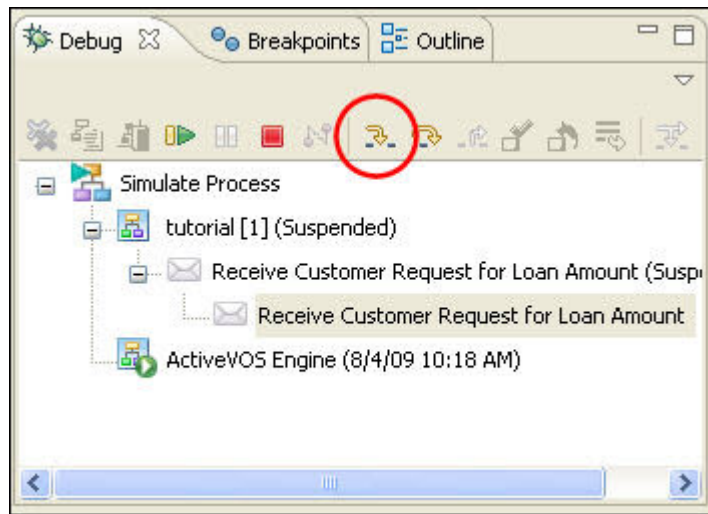 Debug Breakpoints Outline
Simulate Process
tutorial [1] (Suspended)
Receive Customer Request for Loan Amount (Susp
Receive Customer Request for Loan Amount
ActiveVOS Engine (8/4/09 10:18 AM)